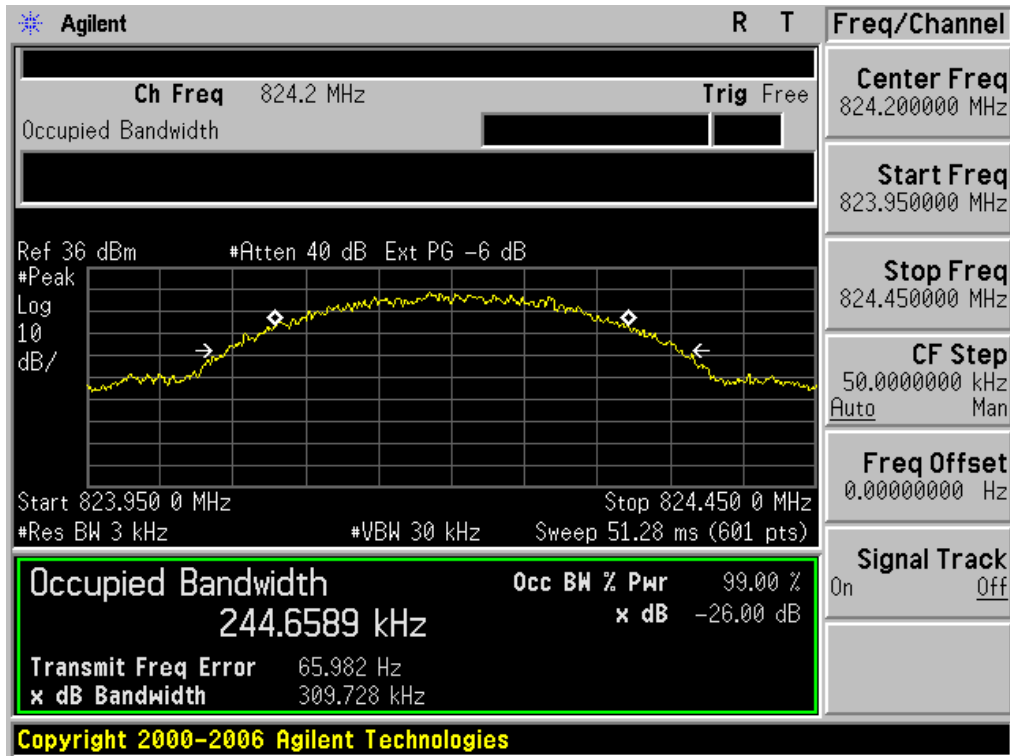 Agilent R T
Ch Freq 824.2 MHz Trig Free
Occupied Bandwidth
Ref 36 dBm #Atten 40 dB Ext PG -6 dB
#Peak
Log
10
dB/
Start 823.950 0 MHz Stop 824.450 0 MHz
#Res BW 3 kHz #VBW 30 kHz Sweep 51.28 ms (601 pts)
Occupied Bandwidth
244.6589 kHz
Occ BW % Pwr 99.00 %
x dB -26.00 dB
Transmit Freq Error 65.982 Hz
x dB Bandwidth 309.728 kHz
Copyright 2000-2006 Agilent Technologies
Freq/Channel
Center Freq
824.200000 MHz
Start Freq
823.950000 MHz
Stop Freq
824.450000 MHz
CF Step
50.0000000 kHz
Auto Man
Freq Offset
0.00000000 Hz
Signal Track
On Off